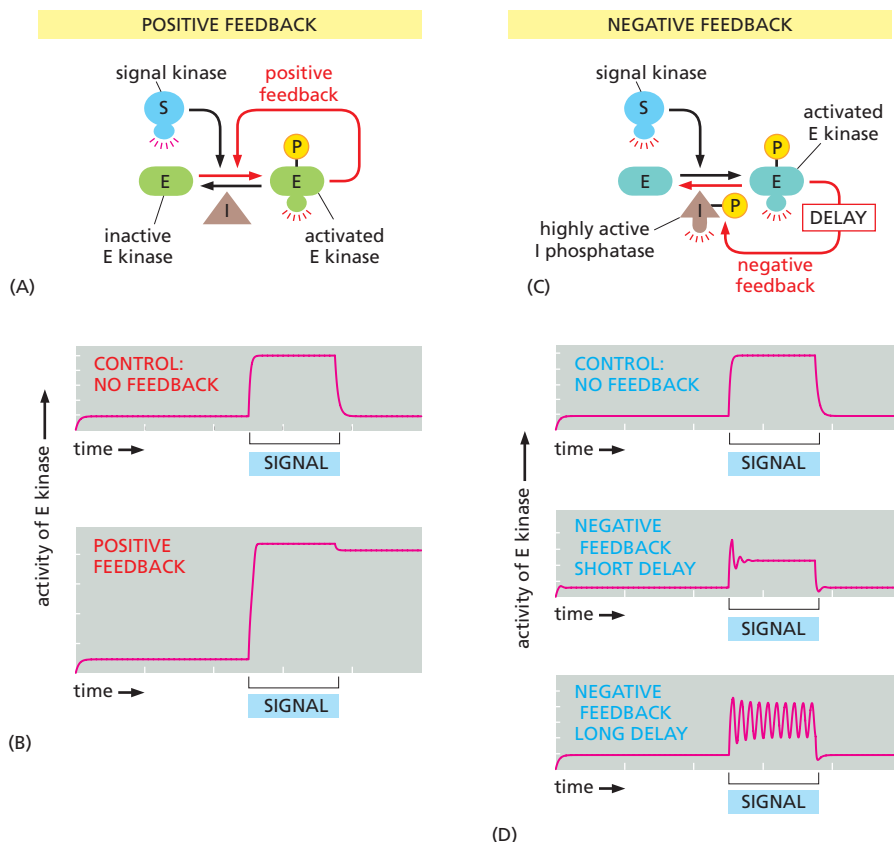 POSITIVE FEEDBACK
signal kinase
positive
feedback
S
P
E
E
I
inactive
E kinase
activated
E kinase
(A)
CONTROL:
NO FEEDBACK
time
SIGNAL
POSITIVE
FEEDBACK
time
SIGNAL
activity of E kinase
(B)
NEGATIVE FEEDBACK
signal kinase
activated
E kinase
S
P
E
E
I
P
DELAY
highly active
I phosphatase
negative
feedback
(C)
CONTROL:
NO FEEDBACK
time
SIGNAL
NEGATIVE
FEEDBACK
SHORT DELAY
time
SIGNAL
NEGATIVE
FEEDBACK
LONG DELAY
time
SIGNAL
activity of E kinase
(D)